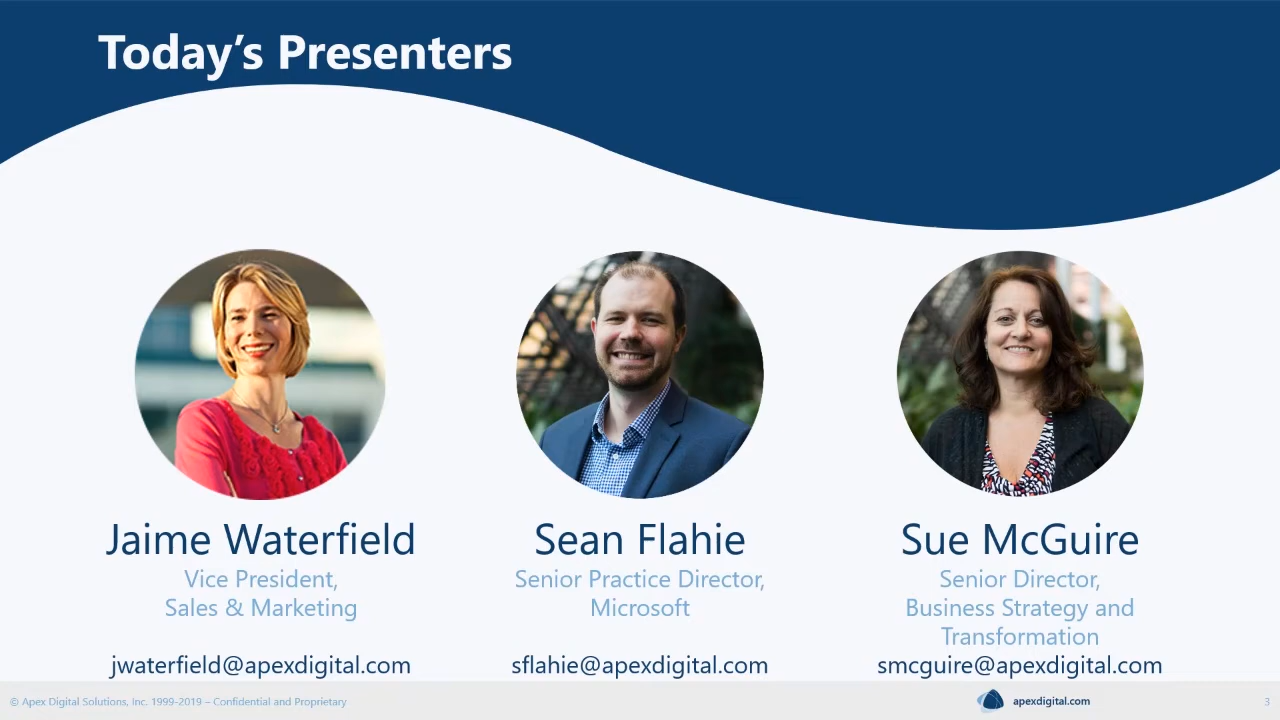 Today's Presenters
Jaime Waterfield
Vice President,
Sales & Marketing
jwaterfield@apexdigital.com
Sean Flahie
Senior Practice Director,
Microsoft
sflahie@apexdigital.com
Sue McGuire
Senior Director,
Business Strategy and
Transformation
smcguire@apexdigital.com
© Apex Digital Solutions, Inc. 1999-2019 – Confidential and Proprietary
apexdigital.com
3